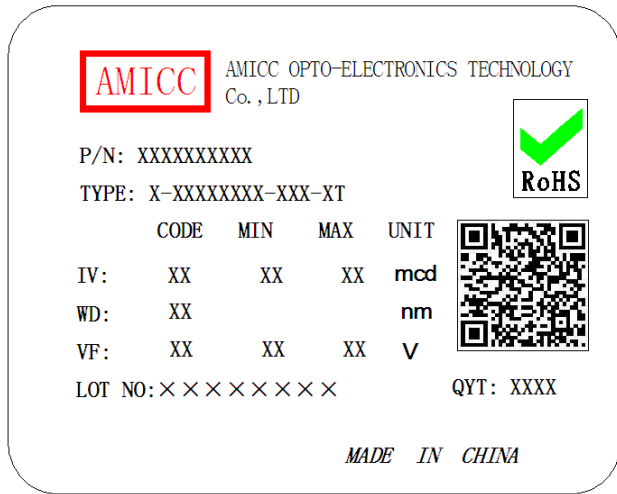 AMICC
AMICC OPTO-ELECTRONICS TECHNOLOGY
Co.,LTD
RoHS
P/N: XXXXXXXXXX
TYPE: X-XXXXXXXX-XXX-XT
CODE MIN MAX UNIT
IV: XX XX XX mcd
WD: XX nm
VF: XX XX XX V
LOT NO:××××××××
QYT: XXXX
MADE IN CHINA